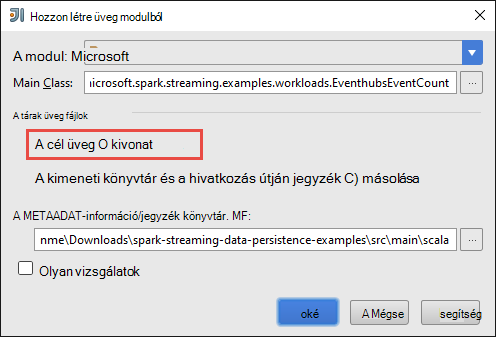 Hozzon létre üveg modulból
A modul: Microsoft
Main Class: ıicrosoft.spark.streaming.examples.workloads.EventhubsEventCount ...
A tárak üveg fájlok
A cél üveg O kivonat
A kimeneti könyvtár és a hivatkozás útján jegyzék C) másolása
A METAADAT-információ/jegyzék könyvtár. MF:
nme\Downloads\spark-streaming-data-persistence-examples\src\main\scala ...
Olyan vizsgálatok
oké A Mégse segítség